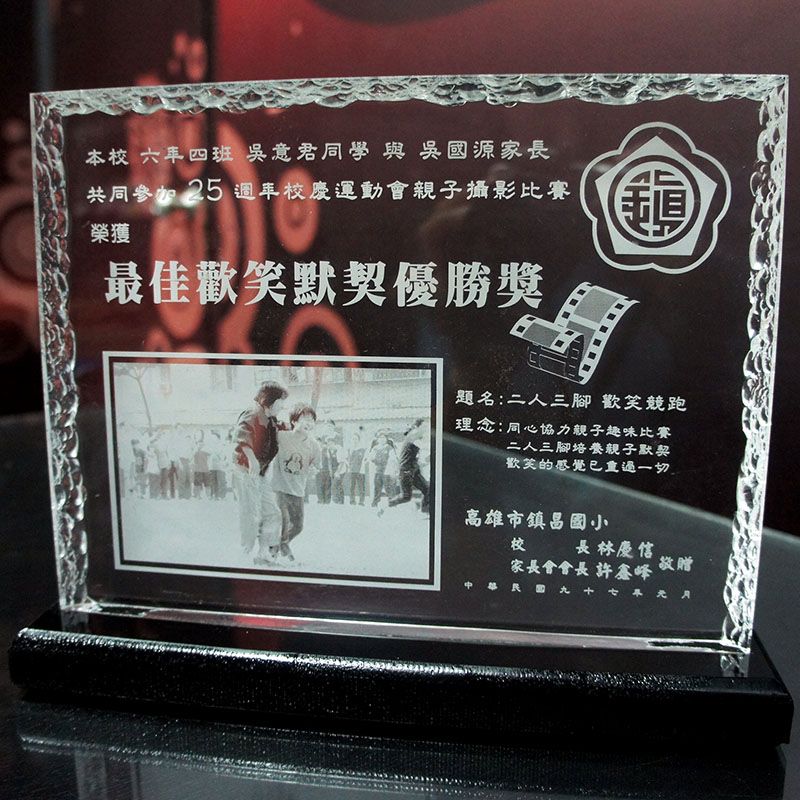 本校 六年四班 吳意君同學 與 吳國源家長
共同參加 25 週年校慶運動會親子攝影比賽
榮獲
最佳歡笑默契優勝獎
題名:二人三腳 歡笑競跑
理念:同心協力親子趣味比賽
二人三腳培養親子默契
歡笑的感覺已重過一切
高雄市鎮昌國小
校 長 林慶信
家長會會長 許鑫峰 敬贈
中華民國九十七年元月